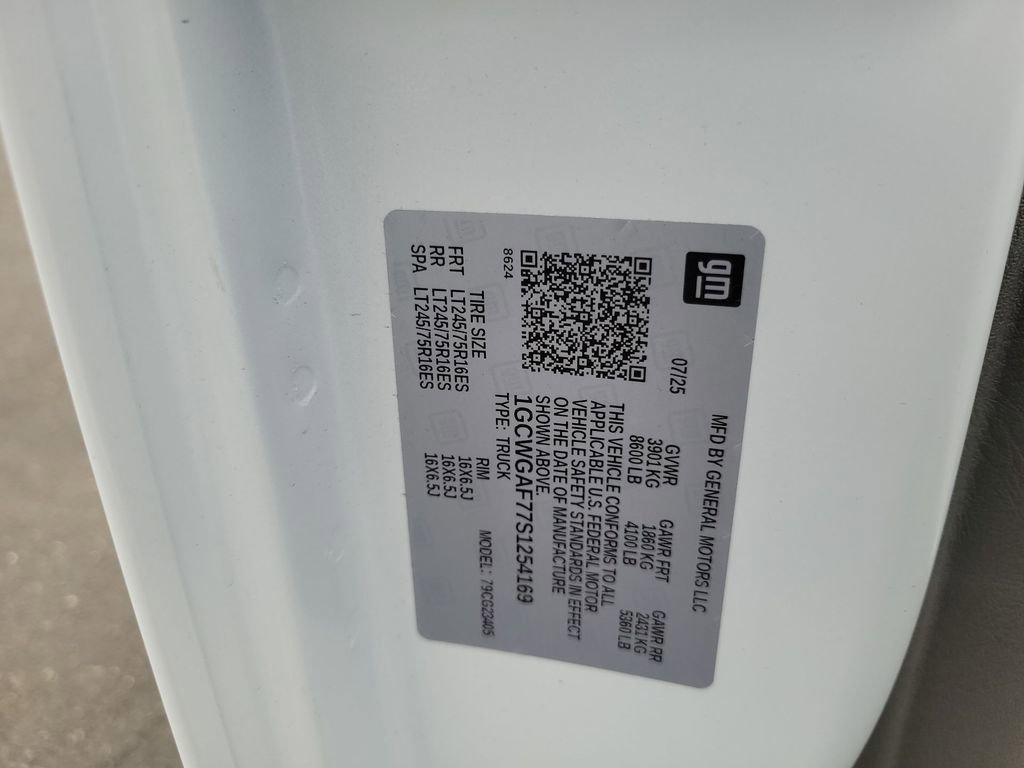 gm
MFD BY GENERAL MOTORS LLC
07/25
GVWR GAWR FRT GAWR RR
3901 KG 1860 KG 2431 KG
8600 LB 4100 LB 5360 LB
THIS VEHICLE CONFORMS TO ALL
APPLICABLE U.S. FEDERAL MOTOR
VEHICLE SAFETY STANDARDS IN EFFECT
ON THE DATE OF MANUFACTURE
SHOWN ABOVE.
1GCWGAF77S1254169
8624
TYPE: TRUCK
MODEL: 79CG23405
TIRE SIZE RIM
FRT LT245/75R16ES 16X6.5J
RR LT245/75R16ES 16X6.5J
SPA LT245/75R16ES 16X6.5J